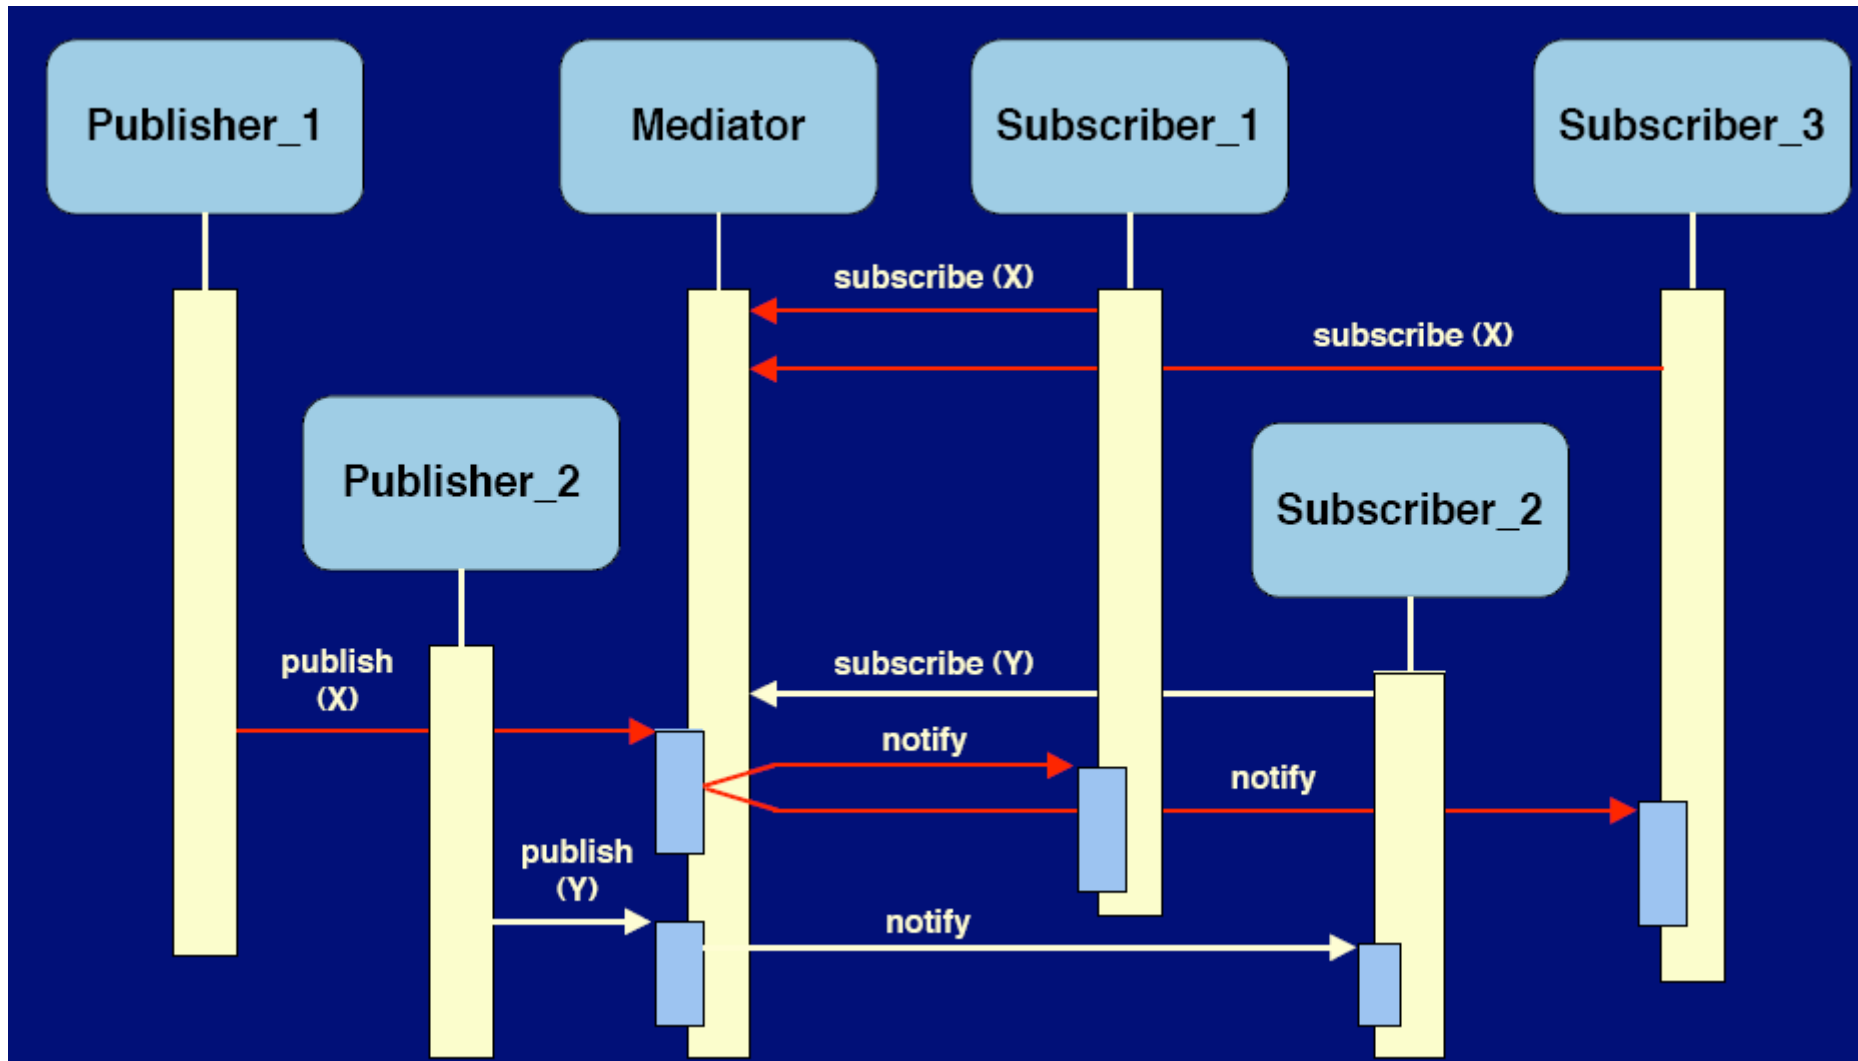 Publisher_1
Mediator
Subscriber_1
Subscriber_3
subscribe (X)
subscribe (X)
Publisher_2
Subscriber_2
publish
(X)
subscribe (Y)
notify
notify
publish
(Y)
notify